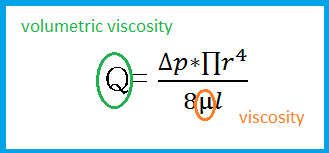 volumetric viscosity
Q = Δp*∏r⁴
8μl
viscosity